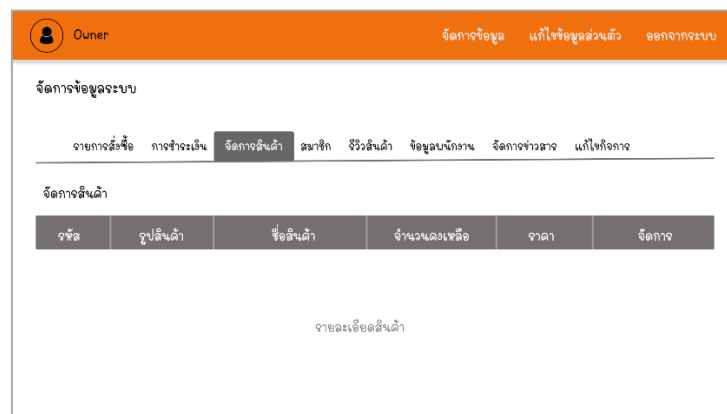 Owner จัดการข้อมูล แก้ไขข้อมูลส่วนตัว ออกจากระบบ
จัดการข้อมูลระบบ
รายการสั่งซื้อ การชำระเงิน จัดการสินค้า สมาชิก รีวิวสินค้า ข้อมูลพนักงาน จัดการข่าวสาร แก้ไขกิจการ
จัดการสินค้า
รหัส รูปสินค้า ชื่อสินค้า จำนวนคงเหลือ ราคา จัดการ
รายละเอียดสินค้า